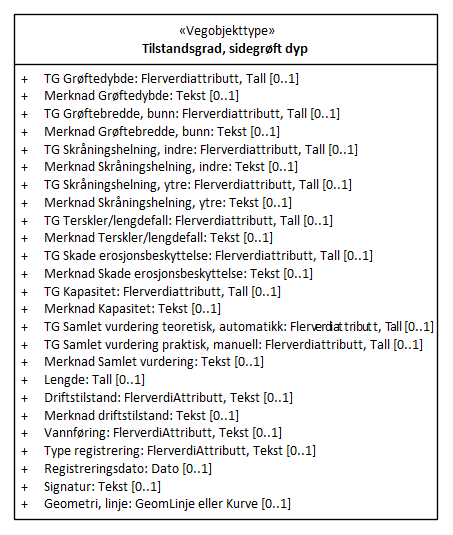 «Vegobjekttype»
Tilstandsgrad, sidegrøft dyp
+ TG Grøftedybde: Flerverdiattributt, Tall [0..1]
+ Merknad Grøftedybde: Tekst [0..1]
+ TG Grøftebredde, bunn: Flerverdiattributt, Tall [0..1]
+ Merknad Grøftebredde, bunn: Tekst [0..1]
+ TG Skråningshelning, indre: Flerverdiattributt, Tall [0..1]
+ Merknad Skråningshelning, indre: Tekst [0..1]
+ TG Skråningshelning, ytre: Flerverdiattributt, Tall [0..1]
+ Merknad Skråningshelning, ytre: Tekst [0..1]
+ TG Terskler/lengdefall: Flerverdiattributt, Tall [0..1]
+ Merknad Terskler/lengdefall: Tekst [0..1]
+ TG Skade erosjonsbeskyttelse: Flerverdiattributt, Tall [0..1]
+ Merknad Skade erosjonsbeskyttelse: Tekst [0..1]
+ TG Kapasitet: Flerverdiattributt, Tall [0..1]
+ Merknad Kapasitet: Tekst [0..1]
+ TG Samlet vurdering teoretisk, automatikk: Flerverdiattributt, Tall [0..1]
+ TG Samlet vurdering praktisk, manuell: Flerverdiattributt, Tall [0..1]
+ Merknad Samlet vurdering: Tekst [0..1]
+ Lengde: Tall [0..1]
+ Driftstilstand: FlerverdiAttributt, Tekst [0..1]
+ Merknad driftstilstand: Tekst [0..1]
+ Vannføring: FlerverdiAttributt, Tekst [0..1]
+ Type registrering: FlerverdiAttributt, Tekst [0..1]
+ Registreringsdato: Dato [0..1]
+ Signatur: Tekst [0..1]
+ Geometri, linje: GeomLinje eller Kurve [0..1]